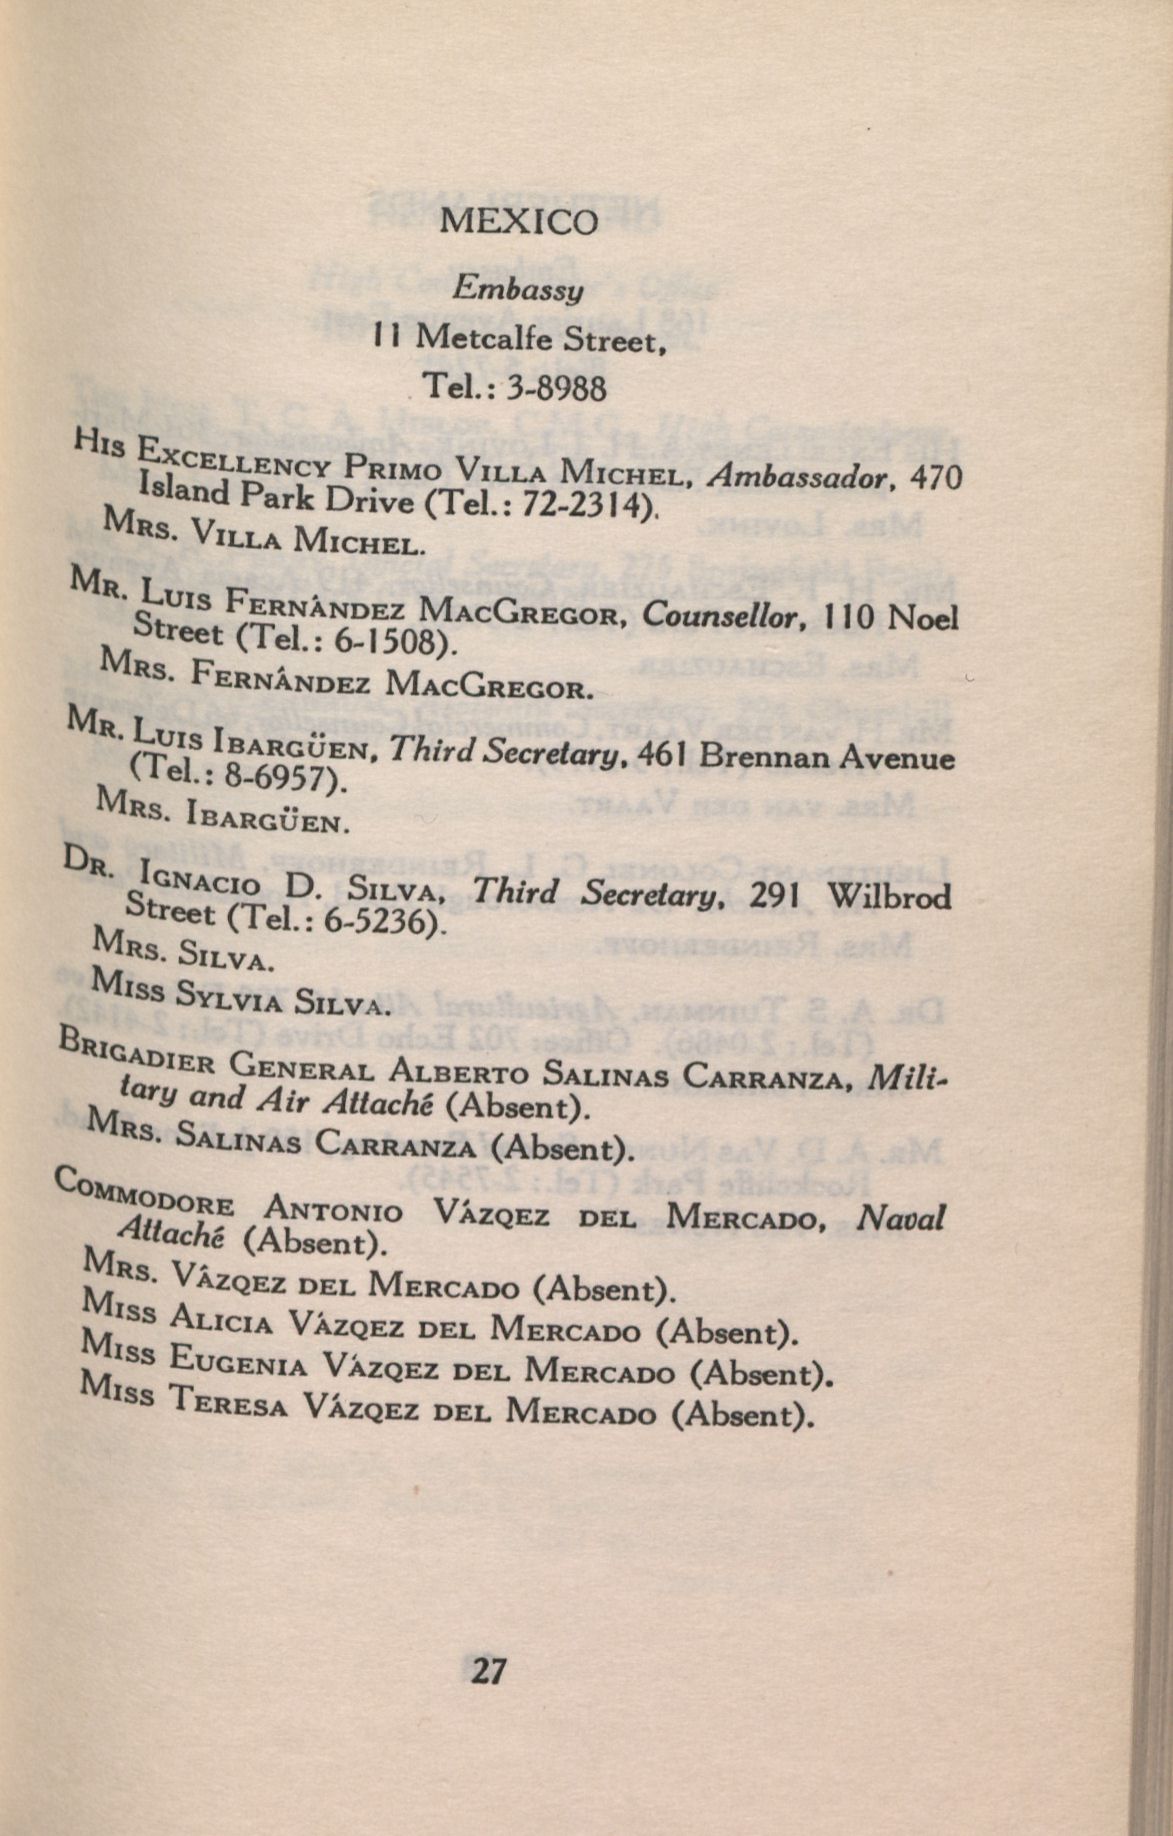 MEXICO
Embassy
11 Metcalfe Street,
Tel.: 3-8988
HIS EXCELLENCY PRIMO VILLA MICHEL, Ambassador, 470
Island Park Drive (Tel.: 72-2314).
MRS. VILLA MICHEL.
MR. LUIS FERNÁNDEZ MACGREGOR, Counsellor, 110 Noel
Street (Tel.: 6-1508).
MRS. FERNÁNDEZ MACGREGOR.
MR. LUIS IBARGÜEN, Third Secretary, 461 Brennan Avenue
(Tel.: 8-6957).
MRS. IBARGÜEN.
DR. IGNACIO D. SILVA, Third Secretary, 291 Wilbrod
Street (Tel.: 6-5236).
MRS. SILVA.
MISS SYLVIA SILVA.
BRIGADIER GENERAL ALBERTO SALINAS CARRANZA, Mili-
tary and Air Attaché (Absent).
MRS. SALINAS CARRANZA (Absent).
COMMODORE ANTONIO VÁZQEZ DEL MERCADO, Naval
Attaché (Absent).
MRS. VÂZQEZ DEL MERCADO (Absent).
MISS ALICIA VÁZQEZ DEL MERCADO (Absent).
MISS EUGENIA VÁZQEZ DEL MERCADO (Absent).
MISS TERESA VÁZQEZ DEL MERCADO (Absent).
27